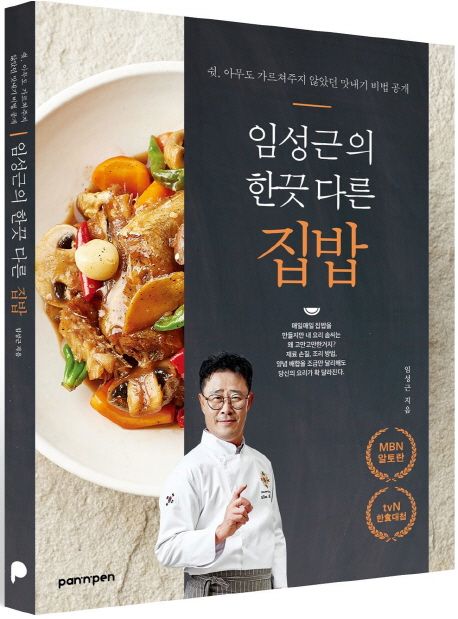 쉿, 아무도 가르쳐주지 않았던 맛내기 비법 공개
임성근의
한끗 다른
집밥
매일매일 집밥을
만들지만 내 요리 솜씨는
왜 고만고만한거지?
재료 손질, 조리 방법,
양념 배합을 조금만 달리해도
당신의 요리가 확 달라진다.
임성근 지음
MBN
알토란
tvN
한食대첩
pan'n'pen
쉿, 아무도 가르쳐주지
않았던 맛내기 비법 공개
임성근의 한끗 다른 집밥
임성근 지음